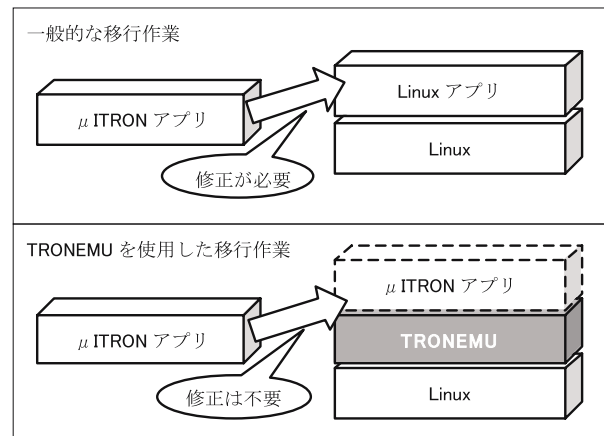 一般的な移行作業
μ ITRON アプリ
Linux アプリ
Linux
修正が必要
TRONEMU を使用した移行作業
μ ITRON アプリ
μ ITRON アプリ
TRONEMU
Linux
修正は不要